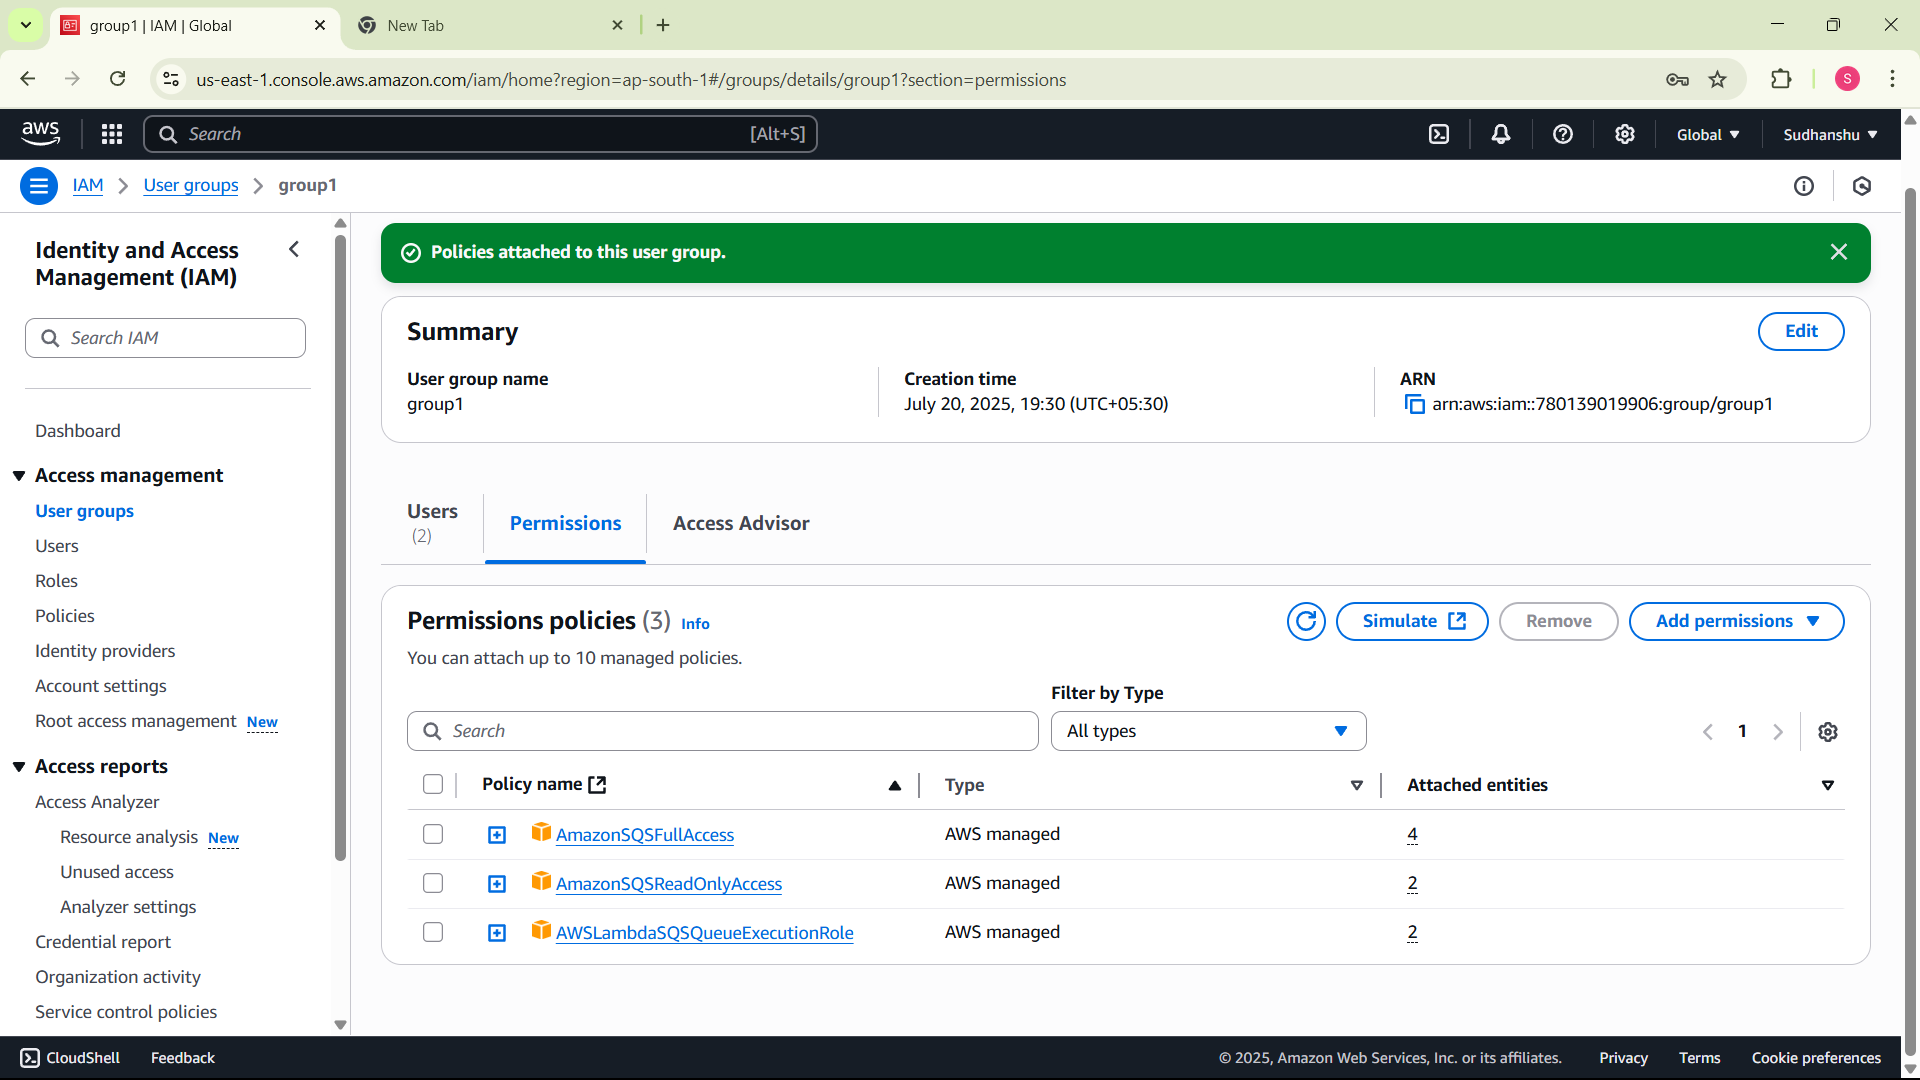 group1 | IAM | Global
New Tab
us-east-1.console.aws.amazon.com/iam/home?region=ap-south-1#/groups/details/group1?section=permissions
S
aws
Search
[Alt+S]
Global
Sudhanshu
IAM
User groups
group1
Identity and Access
Management (IAM)
Search IAM
Dashboard
Access management
User groups
Users
Roles
Policies
Identity providers
Account settings
Root access management New
Access reports
Access Analyzer
Resource analysis New
Unused access
Analyzer settings
Credential report
Organization activity
Service control policies
Policies attached to this user group.
Summary
Edit
User group name
group1
Creation time
July 20, 2025, 19:30 (UTC+05:30)
ARN
arn:aws:iam::780139019906:group/group1
Users
(2)
Permissions
Access Advisor
Permissions policies (3) Info
Simulate
Remove
Add permissions
You can attach up to 10 managed policies.
Filter by Type
Search
All types
1
Policy name
Type
Attached entities
AmazonSQSFullAccess
AWS managed
4
AmazonSQSReadOnlyAccess
AWS managed
2
AWSLambdaSQSQueueExecutionRole
AWS managed
2
CloudShell
Feedback
© 2025, Amazon Web Services, Inc. or its affiliates.
Privacy
Terms
Cookie preferences